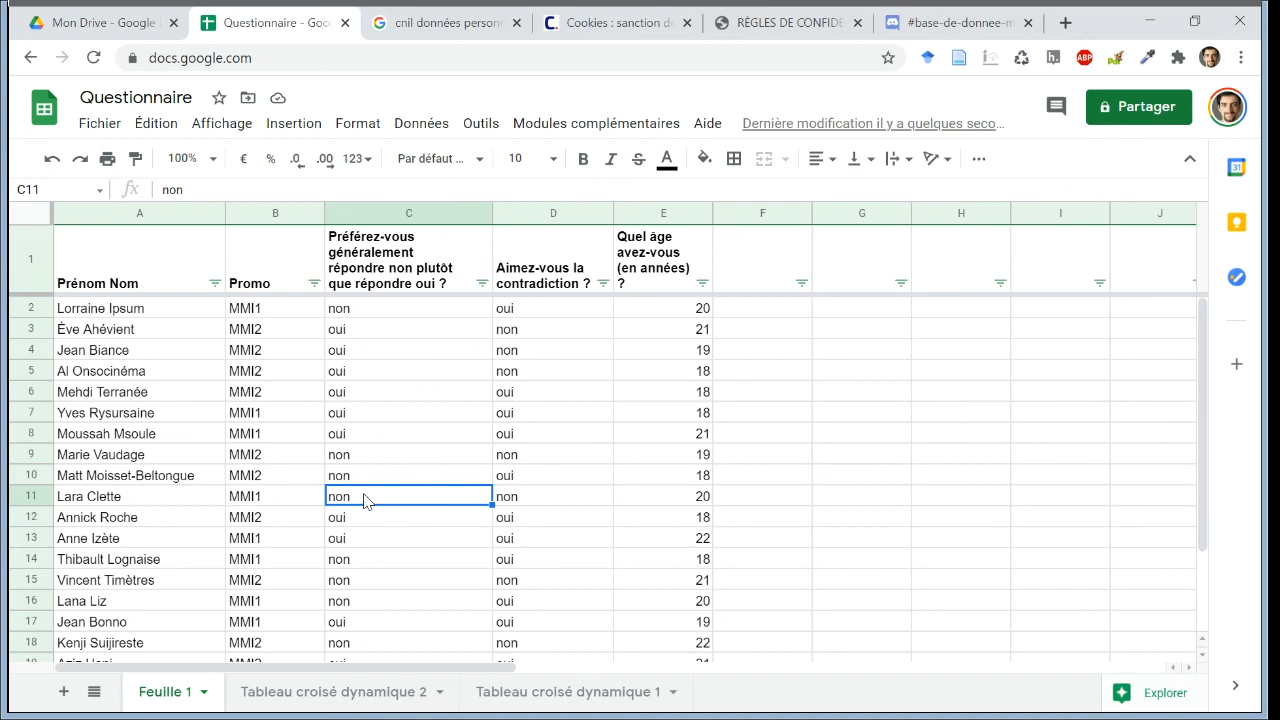 Mon Drive - Google
Questionnaire - Goo
cnil données person
Cookies : sanction de
RÈGLES DE CONFIDE
#base-de-donnee-m
docs.google.com
Questionnaire
Partager
Fichier Édition Affichage Insertion Format Données Outils Modules complémentaires Aide Dernière modification il y a quelques seco...
100% € % .0 .00 123 Par défaut ... 10 B I S A
C11 fx non
A B C D E F G H I J
1 Prénom Nom Promo Préférez-vous
généralement
répondre non plutôt
que répondre oui ? Aimez-vous la
contradiction ? Quel âge
avez-vous
(en années)
?
2 Lorraine Ipsum MMI1 non oui 20
3 Ève Ahévient MMI2 oui non 21
4 Jean Biance MMI2 oui non 19
5 Al Onsocinéma MMI2 oui non 18
6 Mehdi Terranée MMI2 oui oui 18
7 Yves Rysursaine MMI1 oui oui 18
8 Moussah Msoule MMI1 oui oui 21
9 Marie Vaudage MMI2 non non 19
10 Matt Moisset-Beltongue MMI2 non oui 18
11 Lara Clette MMI1 non non 20
12 Annick Roche MMI2 oui oui 18
13 Anne Izète MMI1 oui oui 22
14 Thibault Lognaise MMI1 non oui 18
15 Vincent Timètres MMI2 non non 21
16 Lana Liz MMI1 non oui 20
17 Jean Bonno MMI1 oui oui 19
18 Kenji Suijireste MMI2 non non 22
Feuille 1 Tableau croisé dynamique 2 Tableau croisé dynamique 1 Explorer